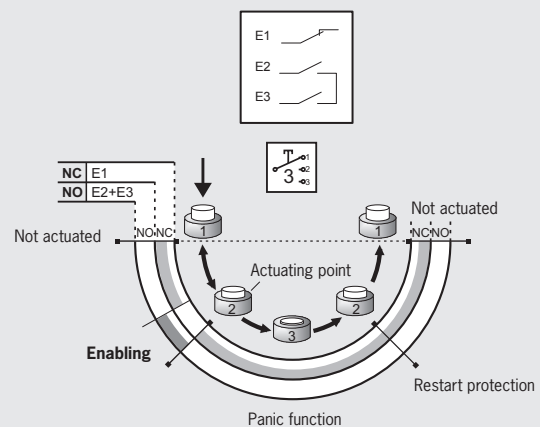 E1
E2
E3
1
2
3
3
NC E1
NO E2+E3
Not actuated
NO NC
1
1
Not actuated
NC NO
Actuating point
2
2
3
Enabling
Restart protection
Panic function